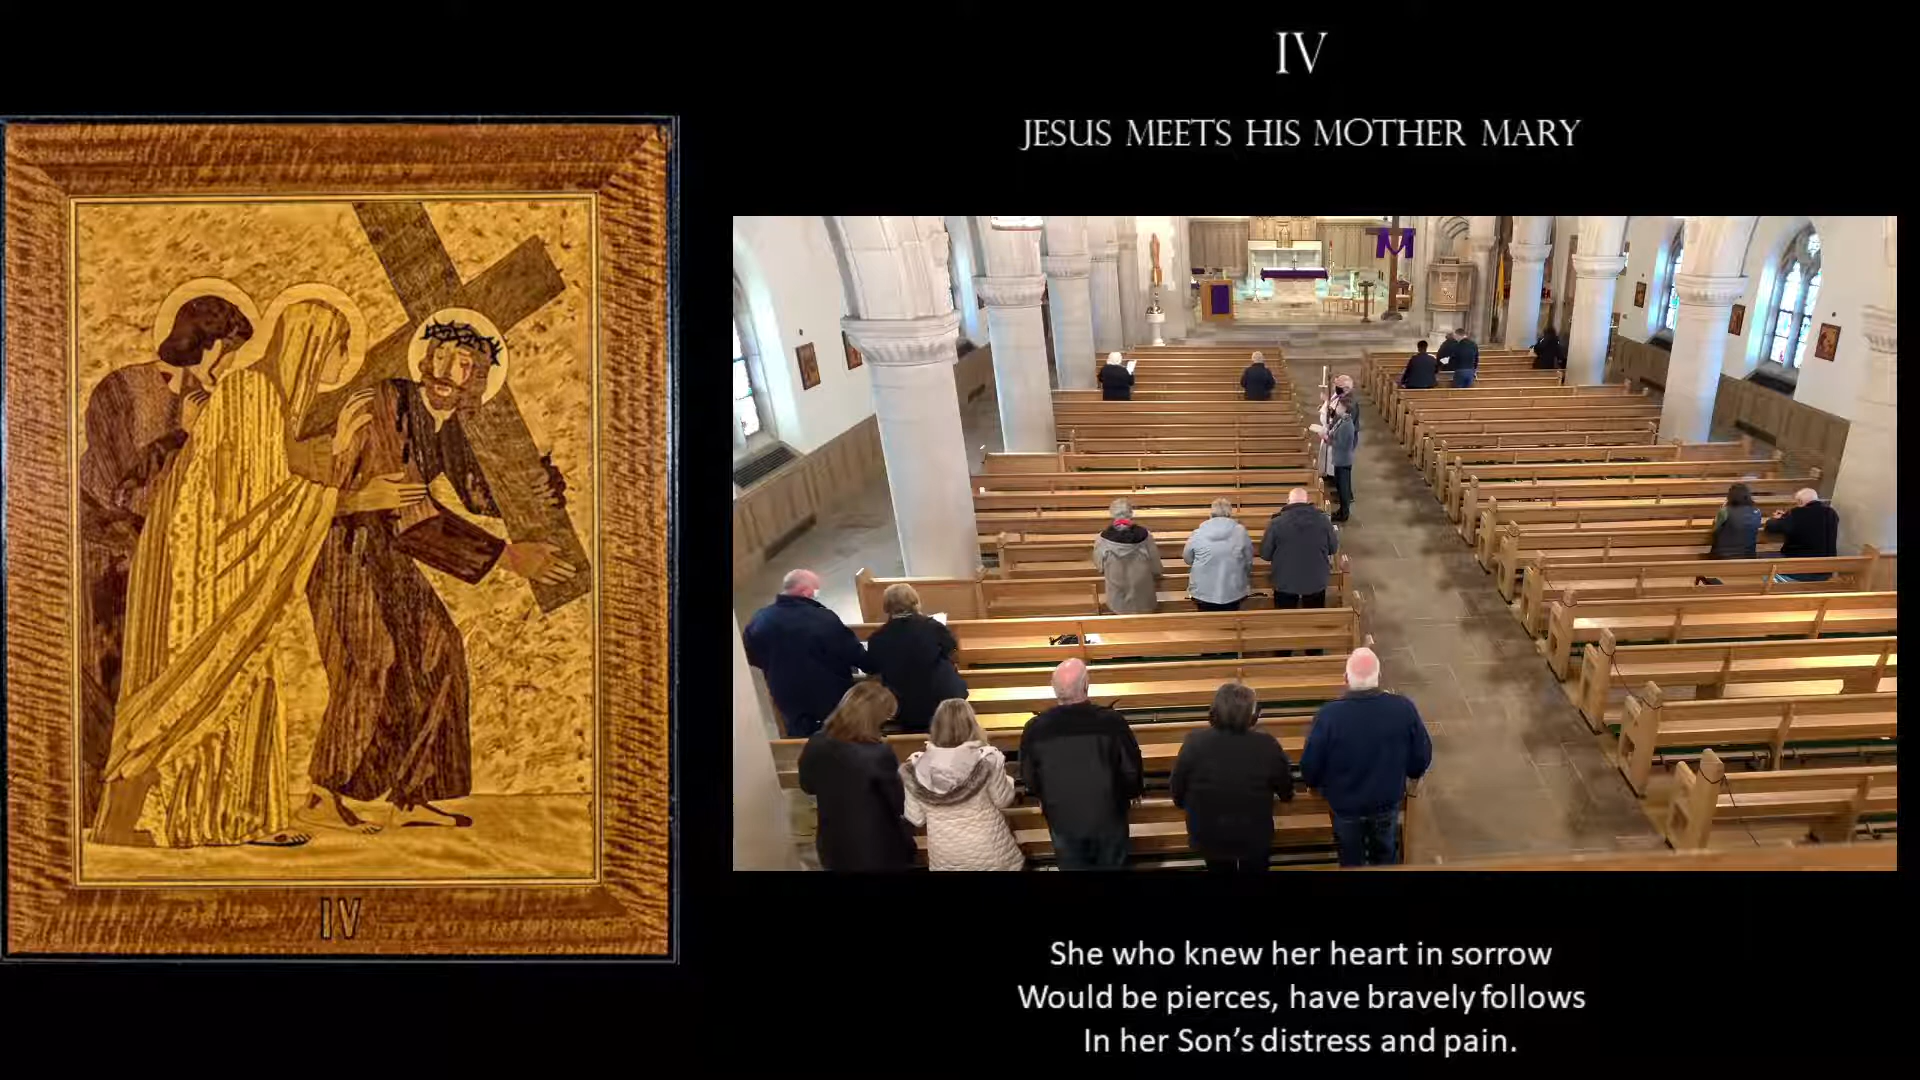 IV
JESUS MEETS HIS MOTHER MARY
IV
She who knew her heart in sorrow
Would be pierces, have bravely follows
In her Son’s distress and pain.